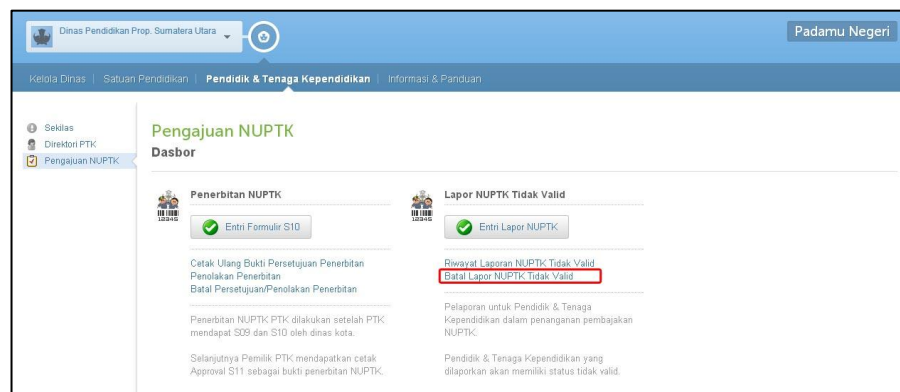 Dinas Pendidikan Prop. Sumatera Utara
Padamu Negeri
Kelola Dinas | Satuan Pendidikan | Pendidik & Tenaga Kependidikan | Informasi & Panduan
Sekilas
Direktori PTK
Pengajuan NUPTK
Pengajuan NUPTK
Dasbor
Penerbitan NUPTK
12345
Entri Formulir S10
Cetak Ulang Bukti Persetujuan Penerbitan
Penolakan Penerbitan
Batal Persetujuan/Penolakan Penerbitan
Penerbitan NUPTK PTK dilakukan setelah PTK
mendapat S09 dan S10 oleh dinas kota.
Selanjutnya Pemilik PTK mendapatkan cetak
Approval S11 sebagai bukti penerbitan NUPTK.
Lapor NUPTK Tidak Valid
12345
Entri Lapor NUPTK
Riwayat Laporan NUPTK Tidak Valid
Batal Lapor NUPTK Tidak Valid
Pelaporan untuk Pendidik & Tenaga
Kependidikan dalam penanganan pembajakan
NUPTK.
Pendidik & Tenaga Kependidikan yang
dilaporkan akan memiliki status tidak valid.